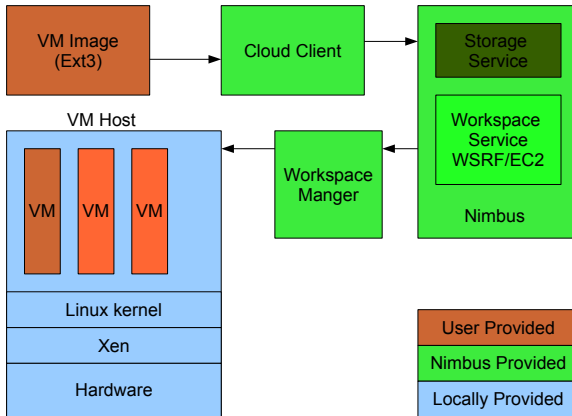 VM Image
(Ext3)
Cloud Client
Storage
Service
Workspace
Service
WSRF/EC2
Nimbus
Workspace
Manger
VM Host
VM
VM
VM
Linux kernel
Xen
Hardware
User Provided
Nimbus Provided
Locally Provided